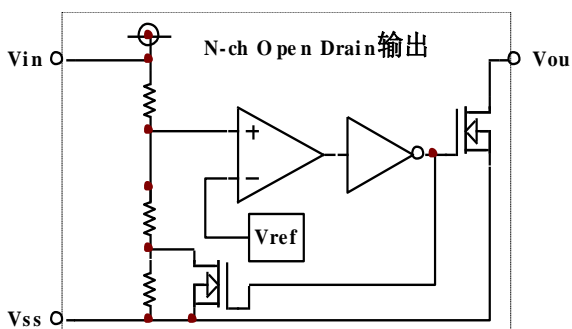 N-ch Open Drain输出
Vin
Vou
+
−
Vref
Vss